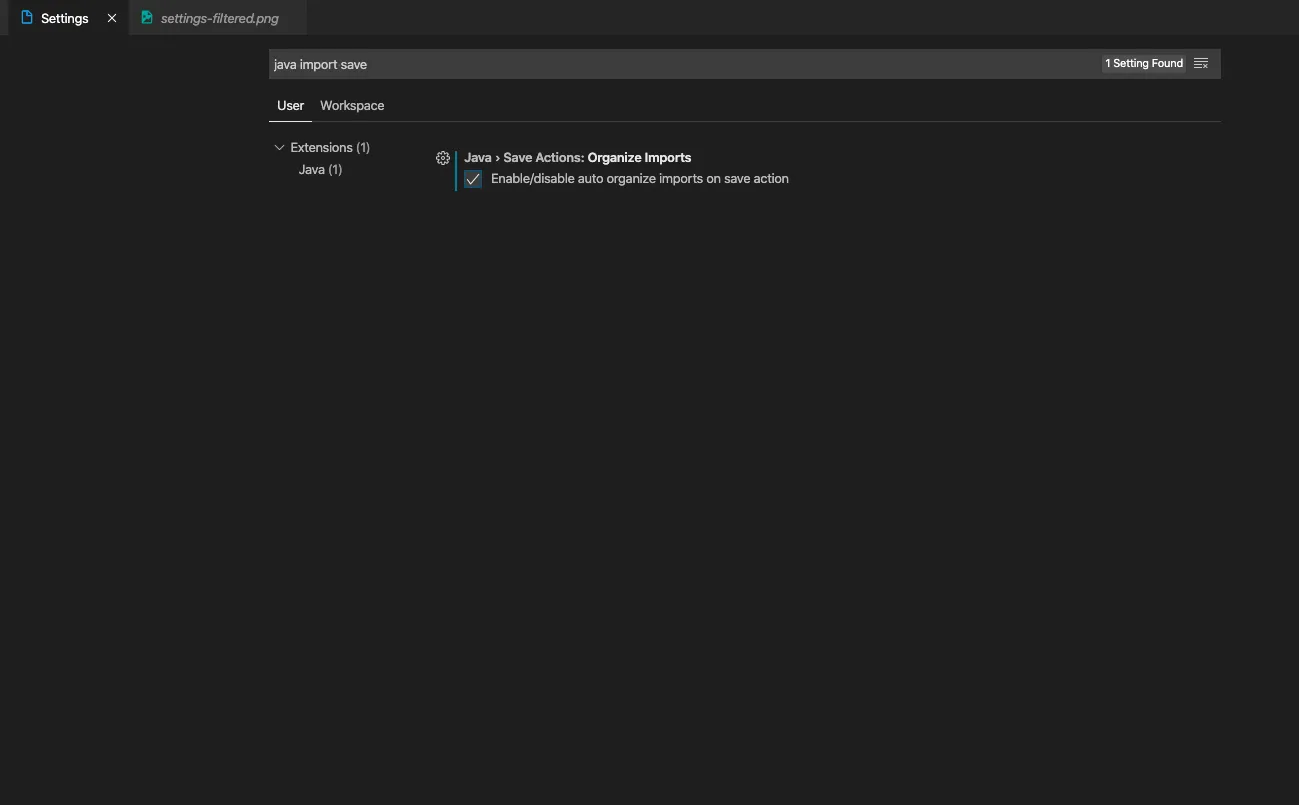 Settings
settings-filtered.png
java import save
1 Setting Found
User Workspace
Extensions (1)
Java (1)
Java › Save Actions: Organize Imports
Enable/disable auto organize imports on save action